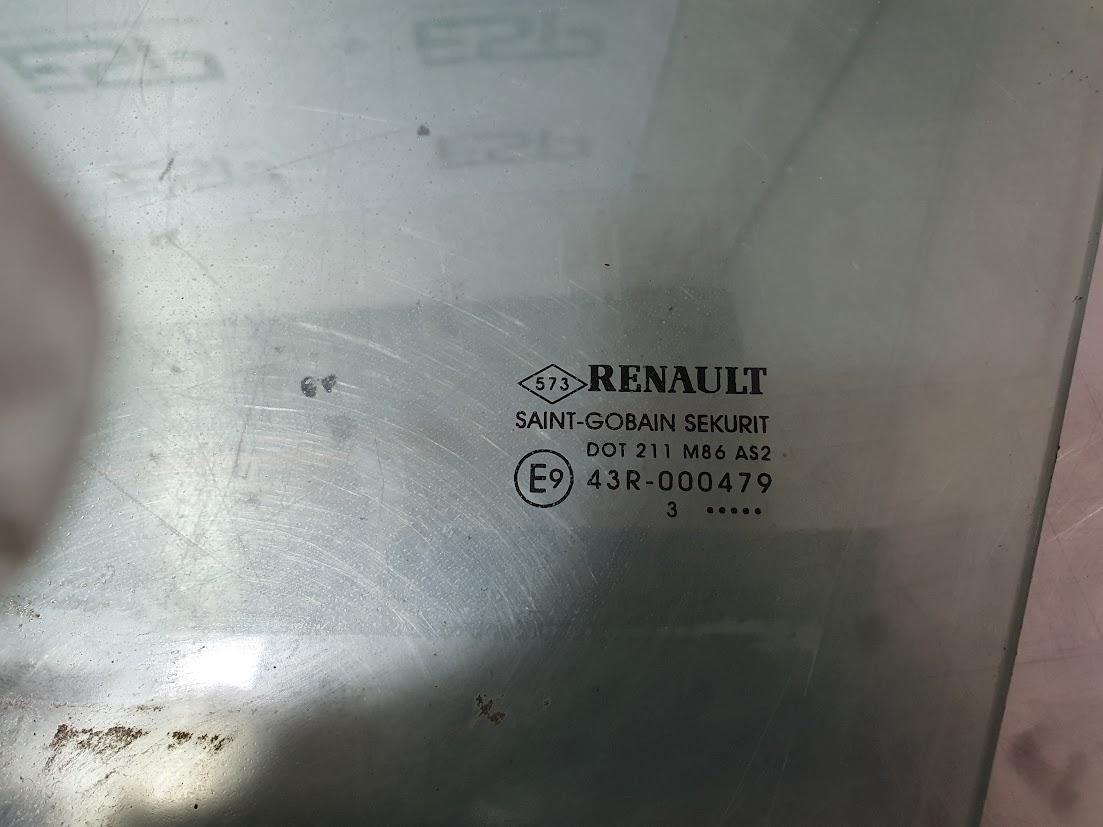 573 RENAULT
SAINT-GOBAIN SEKURIT
DOT 211 M86 AS2
E9 43R-000479
3 •••••